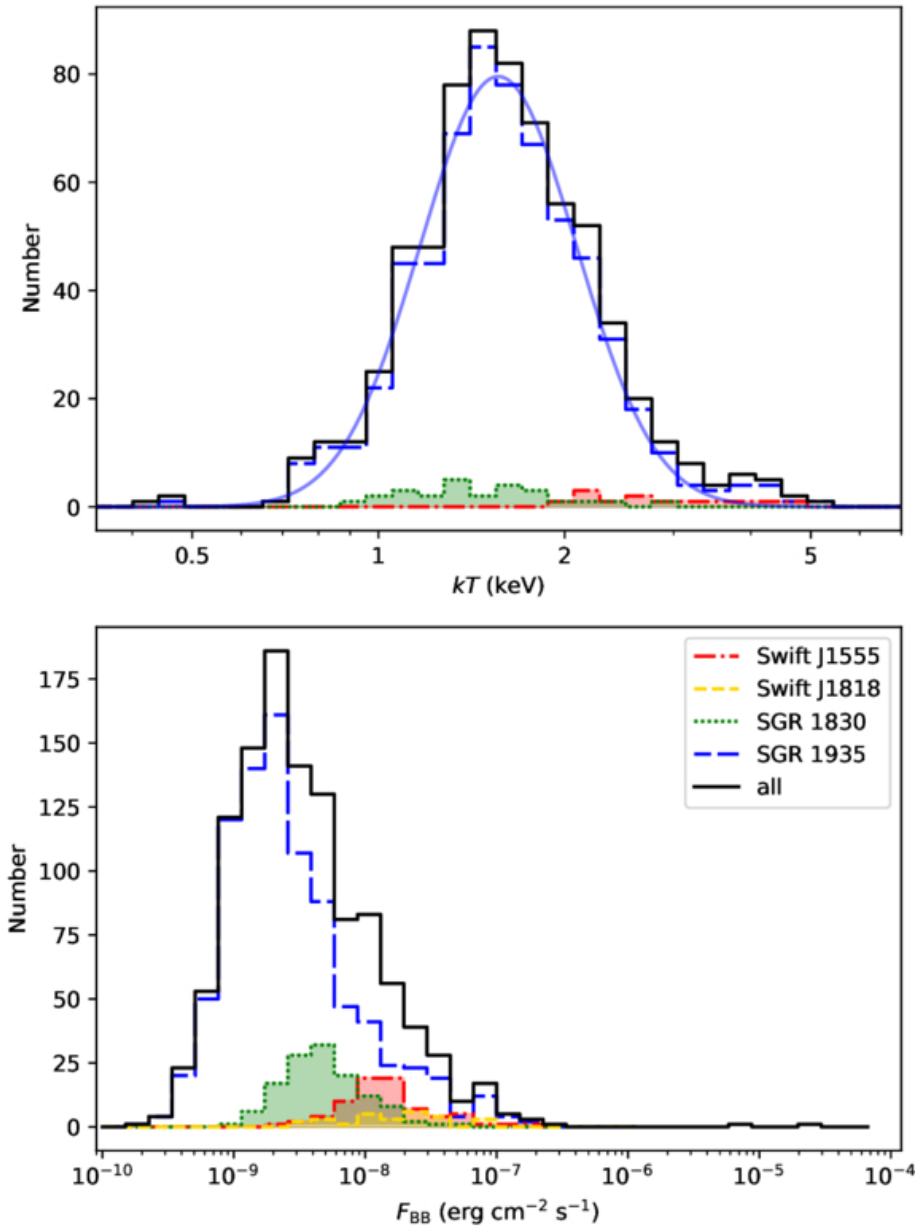 80
60
40
20
0
Number
0.5
1
2
5
kT (keV)
175
150
125
100
75
50
25
0
Number
Swift J1555
Swift J1818
SGR 1830
SGR 1935
all
10⁻¹⁰
10⁻⁹
10⁻⁸
10⁻⁷
10⁻⁶
10⁻⁵
10⁻⁴
F_BB (erg cm⁻² s⁻¹)